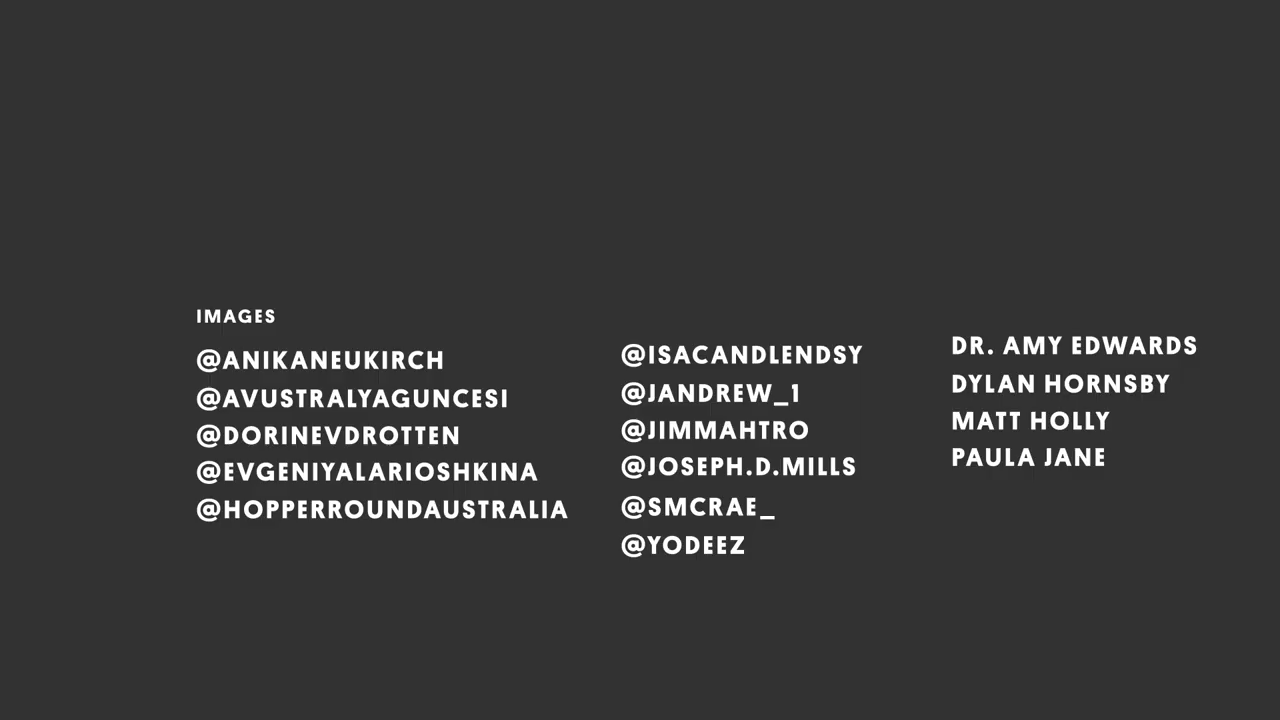 IMAGES
@ANIKANEUKIRCH
@AVUSTRALYAGUNCESI
@DORINEVDROTTEN
@EVGENIYALARIOSHKINA
@HOPPERROUNDAUSTRALIA
@ISACANDLENDSY
@JANDREW_1
@JIMMAHTRO
@JOSEPH.D.MILLS
@SMCRAE_
@YODEEZ
DR. AMY EDWARDS
DYLAN HORNSBY
MATT HOLLY
PAULA JANE